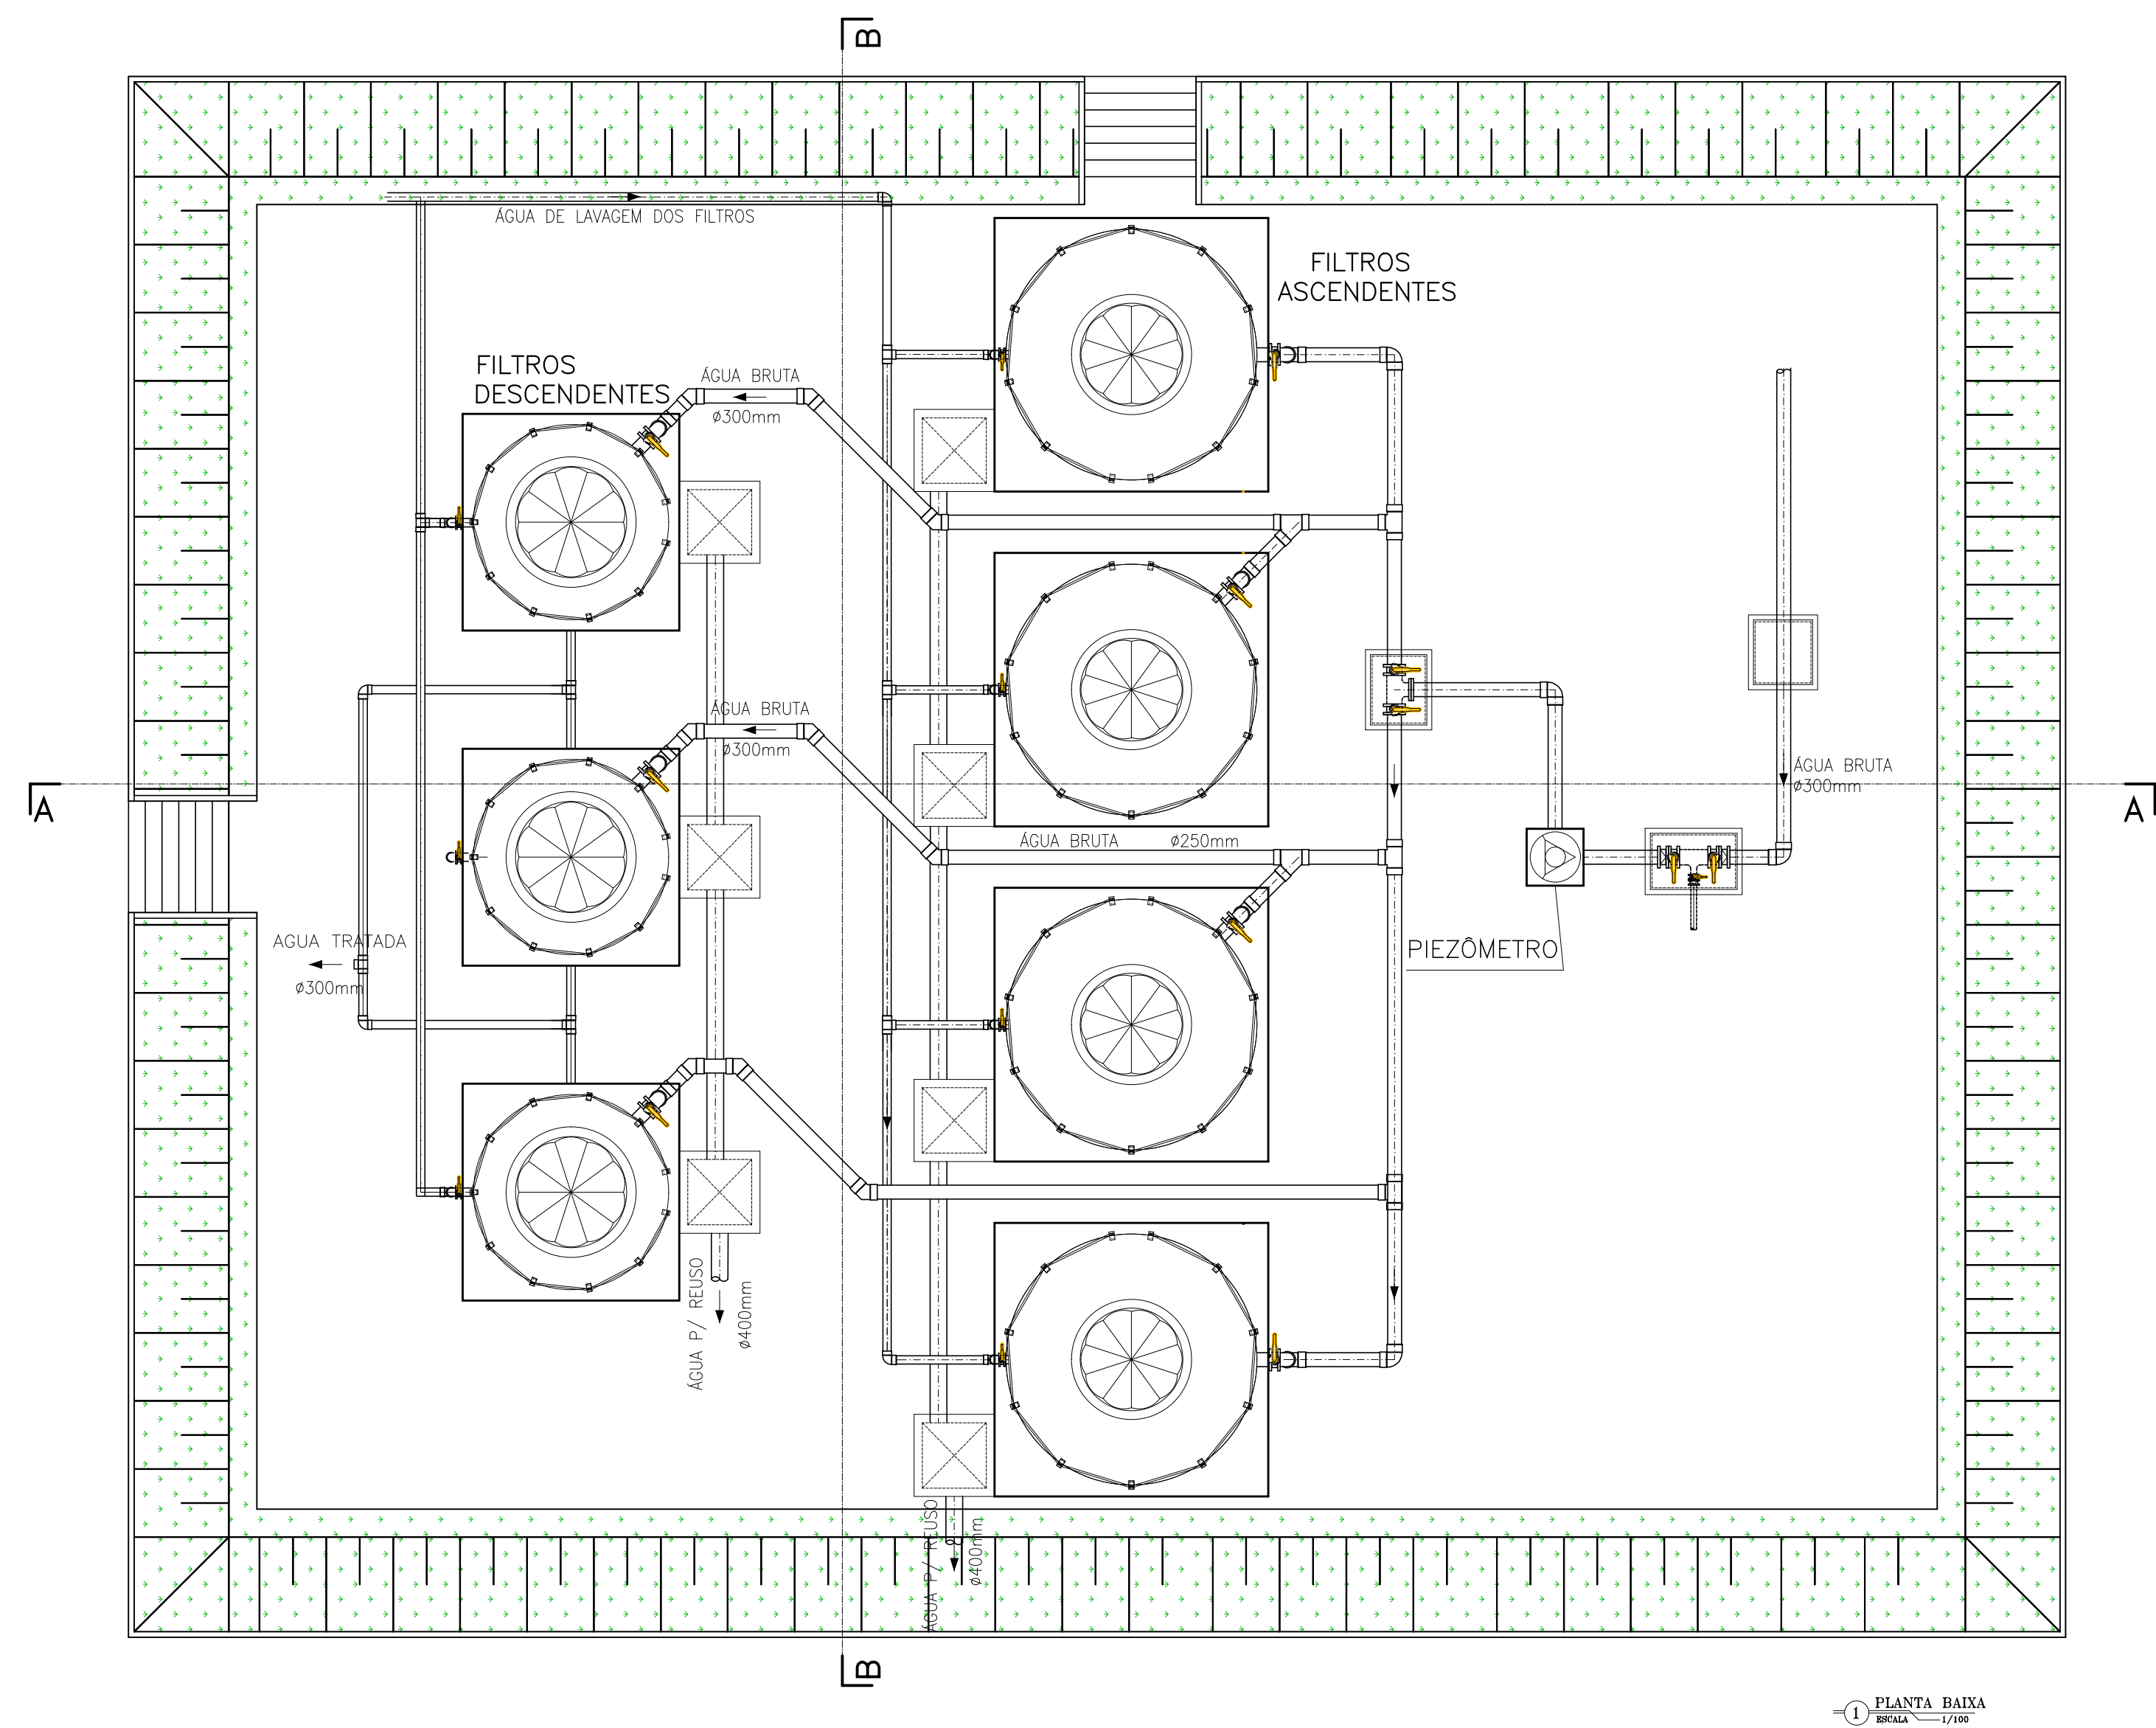 B
ÁGUA DE LAVAGEM DOS FILTROS
FILTROS
ASCENDENTES
FILTROS
DESCENDENTES
ÁGUA BRUTA
ø300mm
ÁGUA BRUTA
ø300mm
ÁGUA BRUTA
ø300mm
A
A
ÁGUA BRUTA ø250mm
AGUA TRATADA
ø300mm
PIEZÔMETRO
ÁGUA P/ REUSO
ø400mm
ÁGUA P/ REUSO
ø400mm
B
1 PLANTA BAIXA
ESCALA 1/100